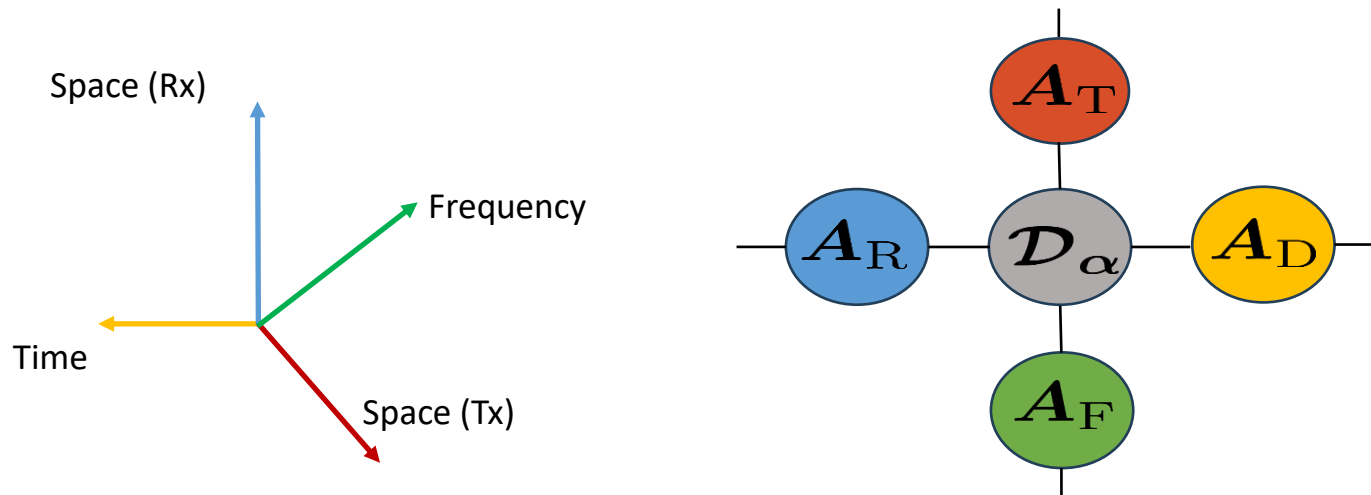 Space (Rx)
Frequency
Time
Space (Tx)
A_T
A_R
D_α
A_D
A_F